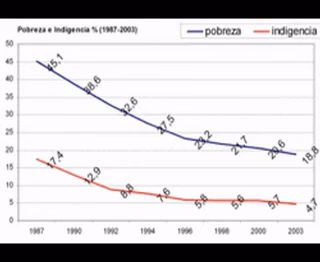 Pobreza e Indigencia % (1987-2003)
pobreza indigencia
50
45
40
35
30
25
20
15
10
5
0
45,1 38,6 32,6 27,5 23,2 21,7 20,6 18,8
17,4 12,9 8,8 7,6 5,8 5,6 5,7 4,7
1987 1990 1992 1994 1996 1998 2000 2003